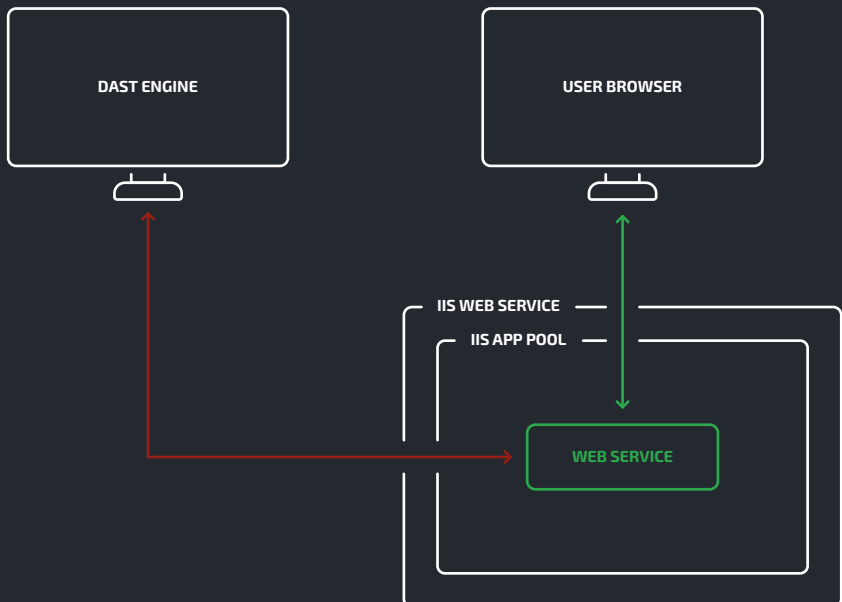 DAST ENGINE
USER BROWSER
IIS WEB SERVICE
IIS APP POOL
WEB SERVICE